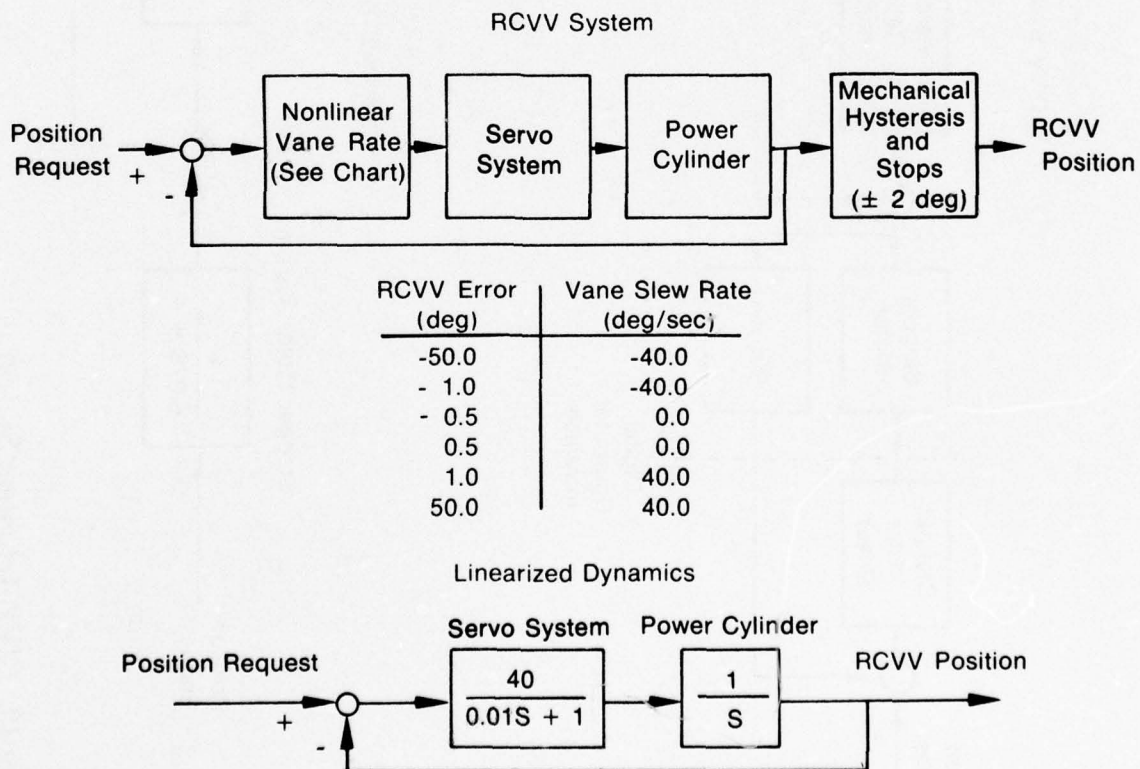 RCVV System
Position
Request
+
-
Nonlinear
Vane Rate
(See Chart)
Servo
System
Power
Cylinder
Mechanical
Hysteresis
and
Stops
(± 2 deg)
RCVV
Position
RCVV Error Vane Slew Rate
(deg) (deg/sec)
-50.0 -40.0
- 1.0 -40.0
- 0.5 0.0
0.5 0.0
1.0 40.0
50.0 40.0
Linearized Dynamics
Servo System Power Cylinder
Position Request
+
-
40
0.01S + 1
1
S
RCVV Position